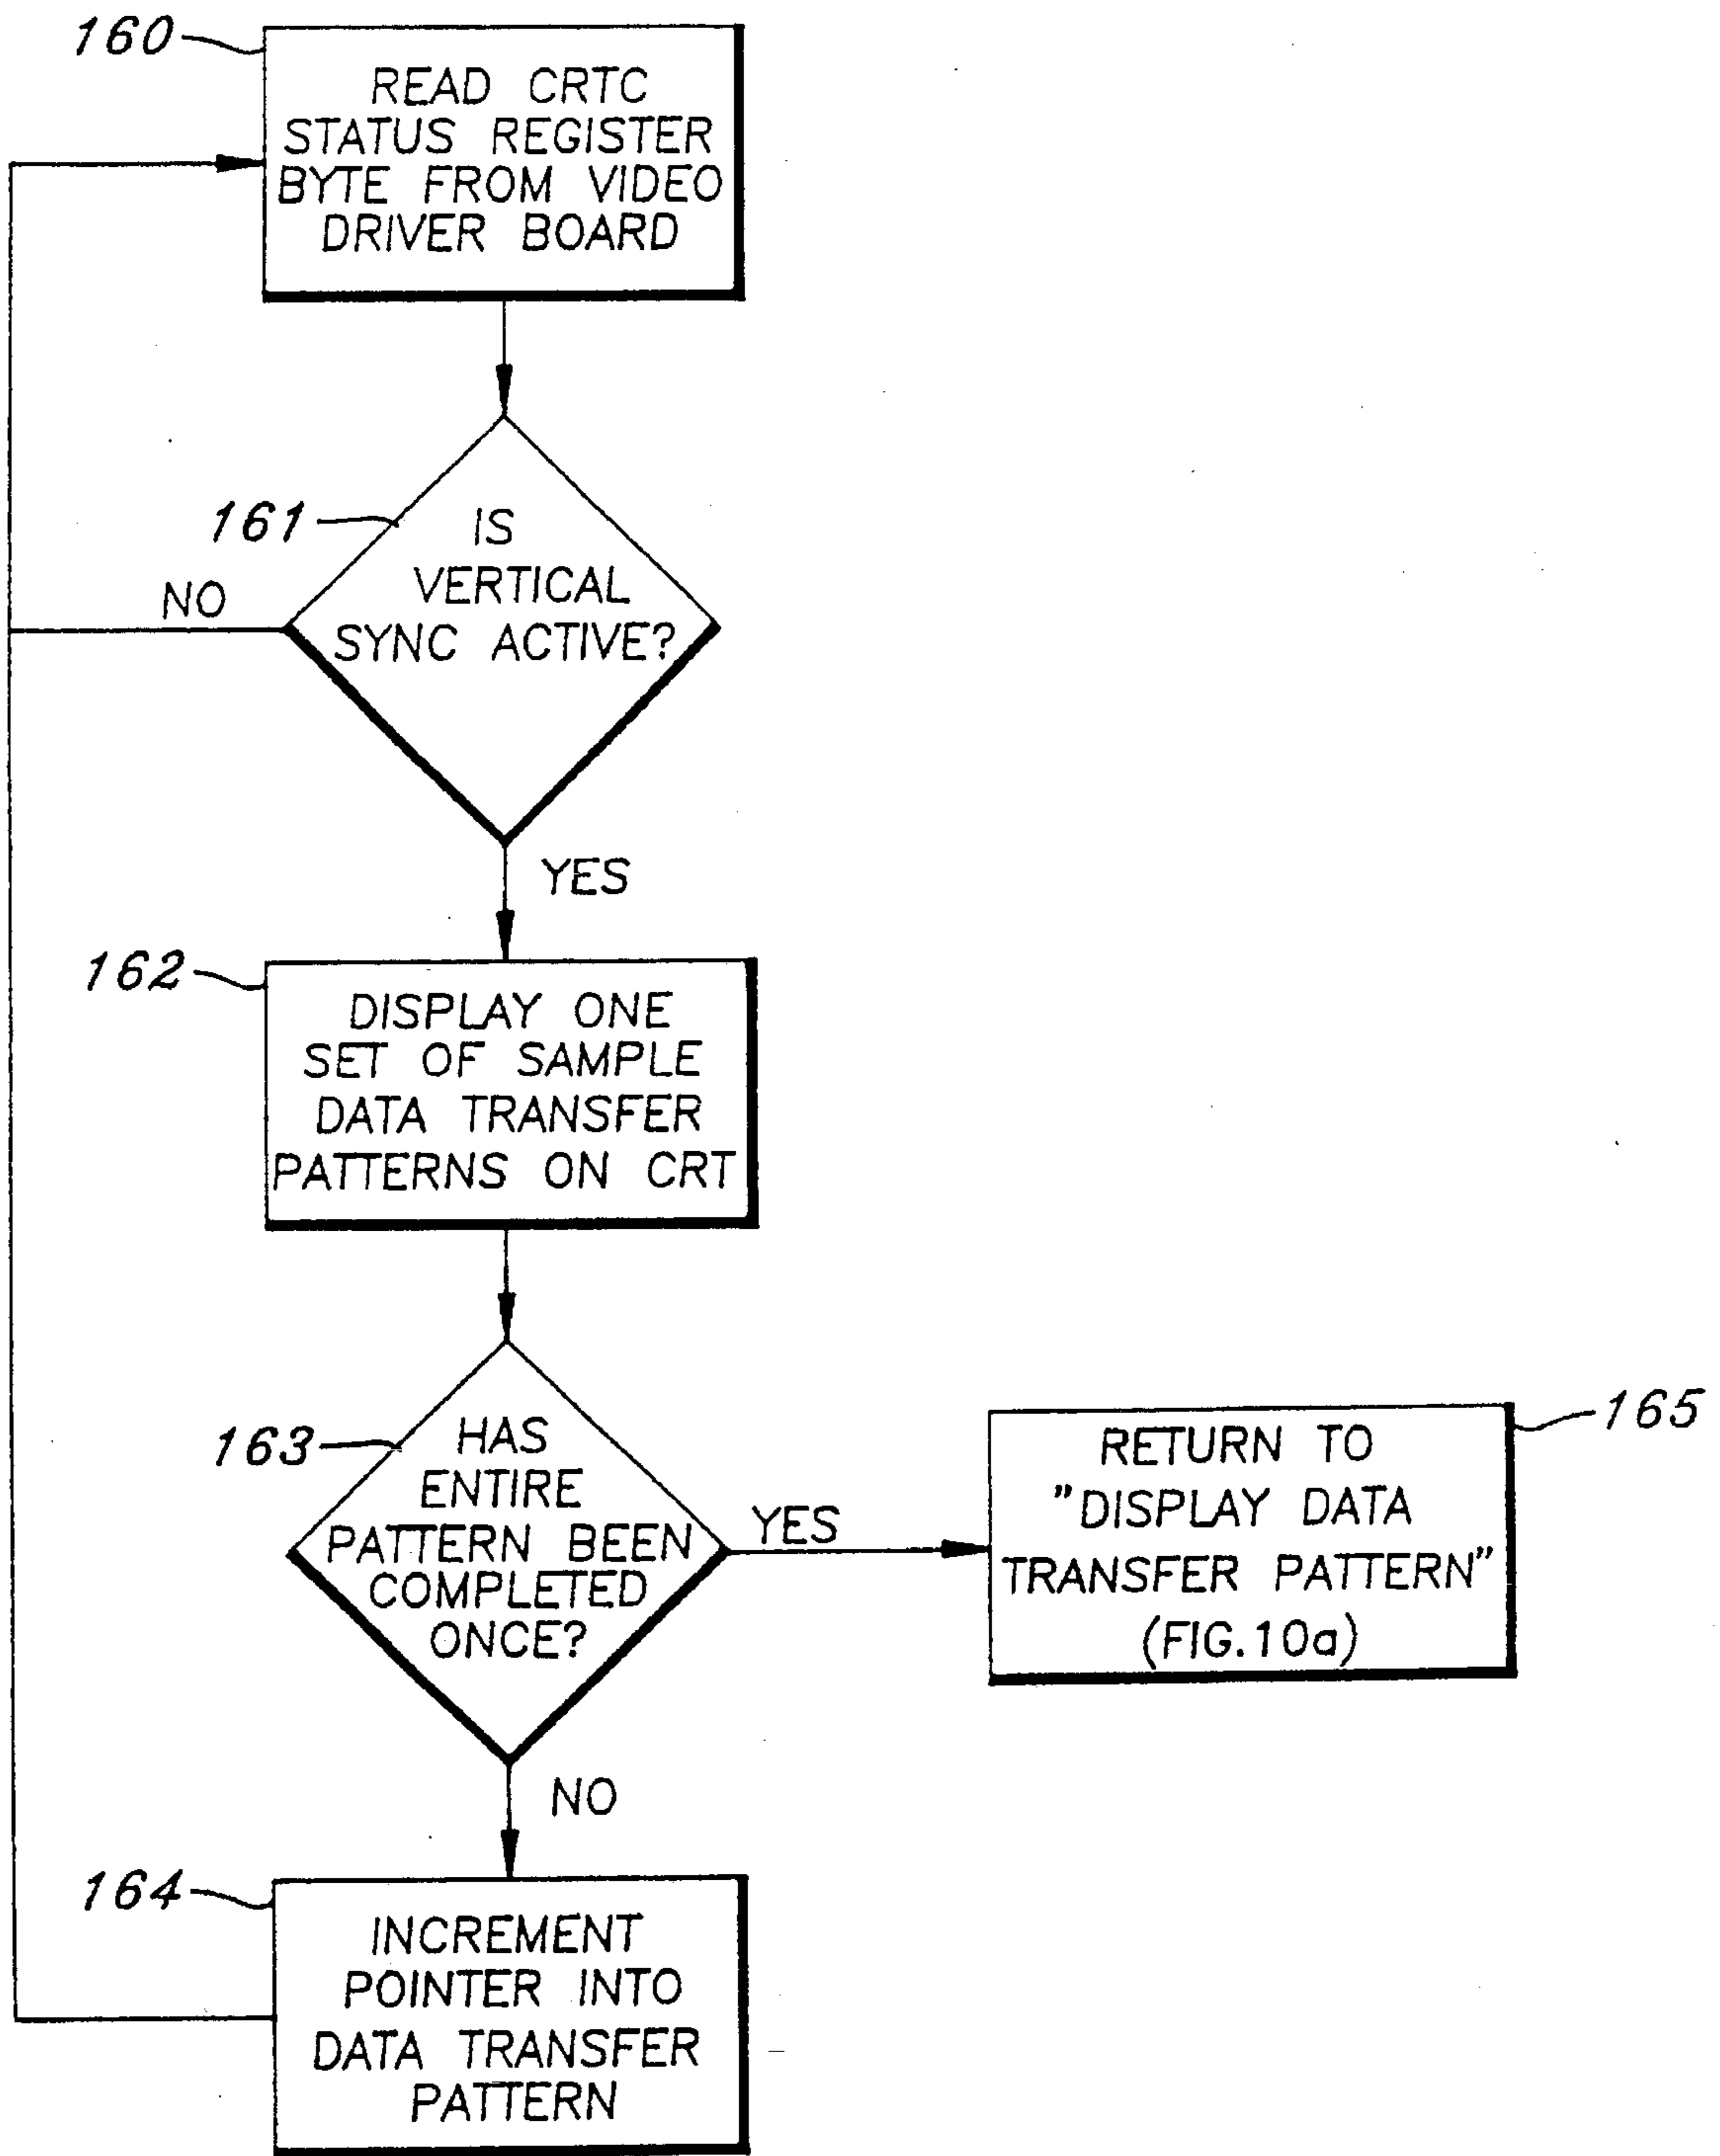 160
READ CRTC
STATUS REGISTER
BYTE FROM VIDEO
DRIVER BOARD
161
IS
VERTICAL
SYNC ACTIVE?
NO
YES
162
DISPLAY ONE
SET OF SAMPLE
DATA TRANSFER
PATTERNS ON CRT
163
HAS
ENTIRE
PATTERN BEEN
COMPLETED
ONCE?
YES
165
RETURN TO
"DISPLAY DATA
TRANSFER PATTERN"
(FIG.10a)
NO
164
INCREMENT
POINTER INTO
DATA TRANSFER
PATTERN